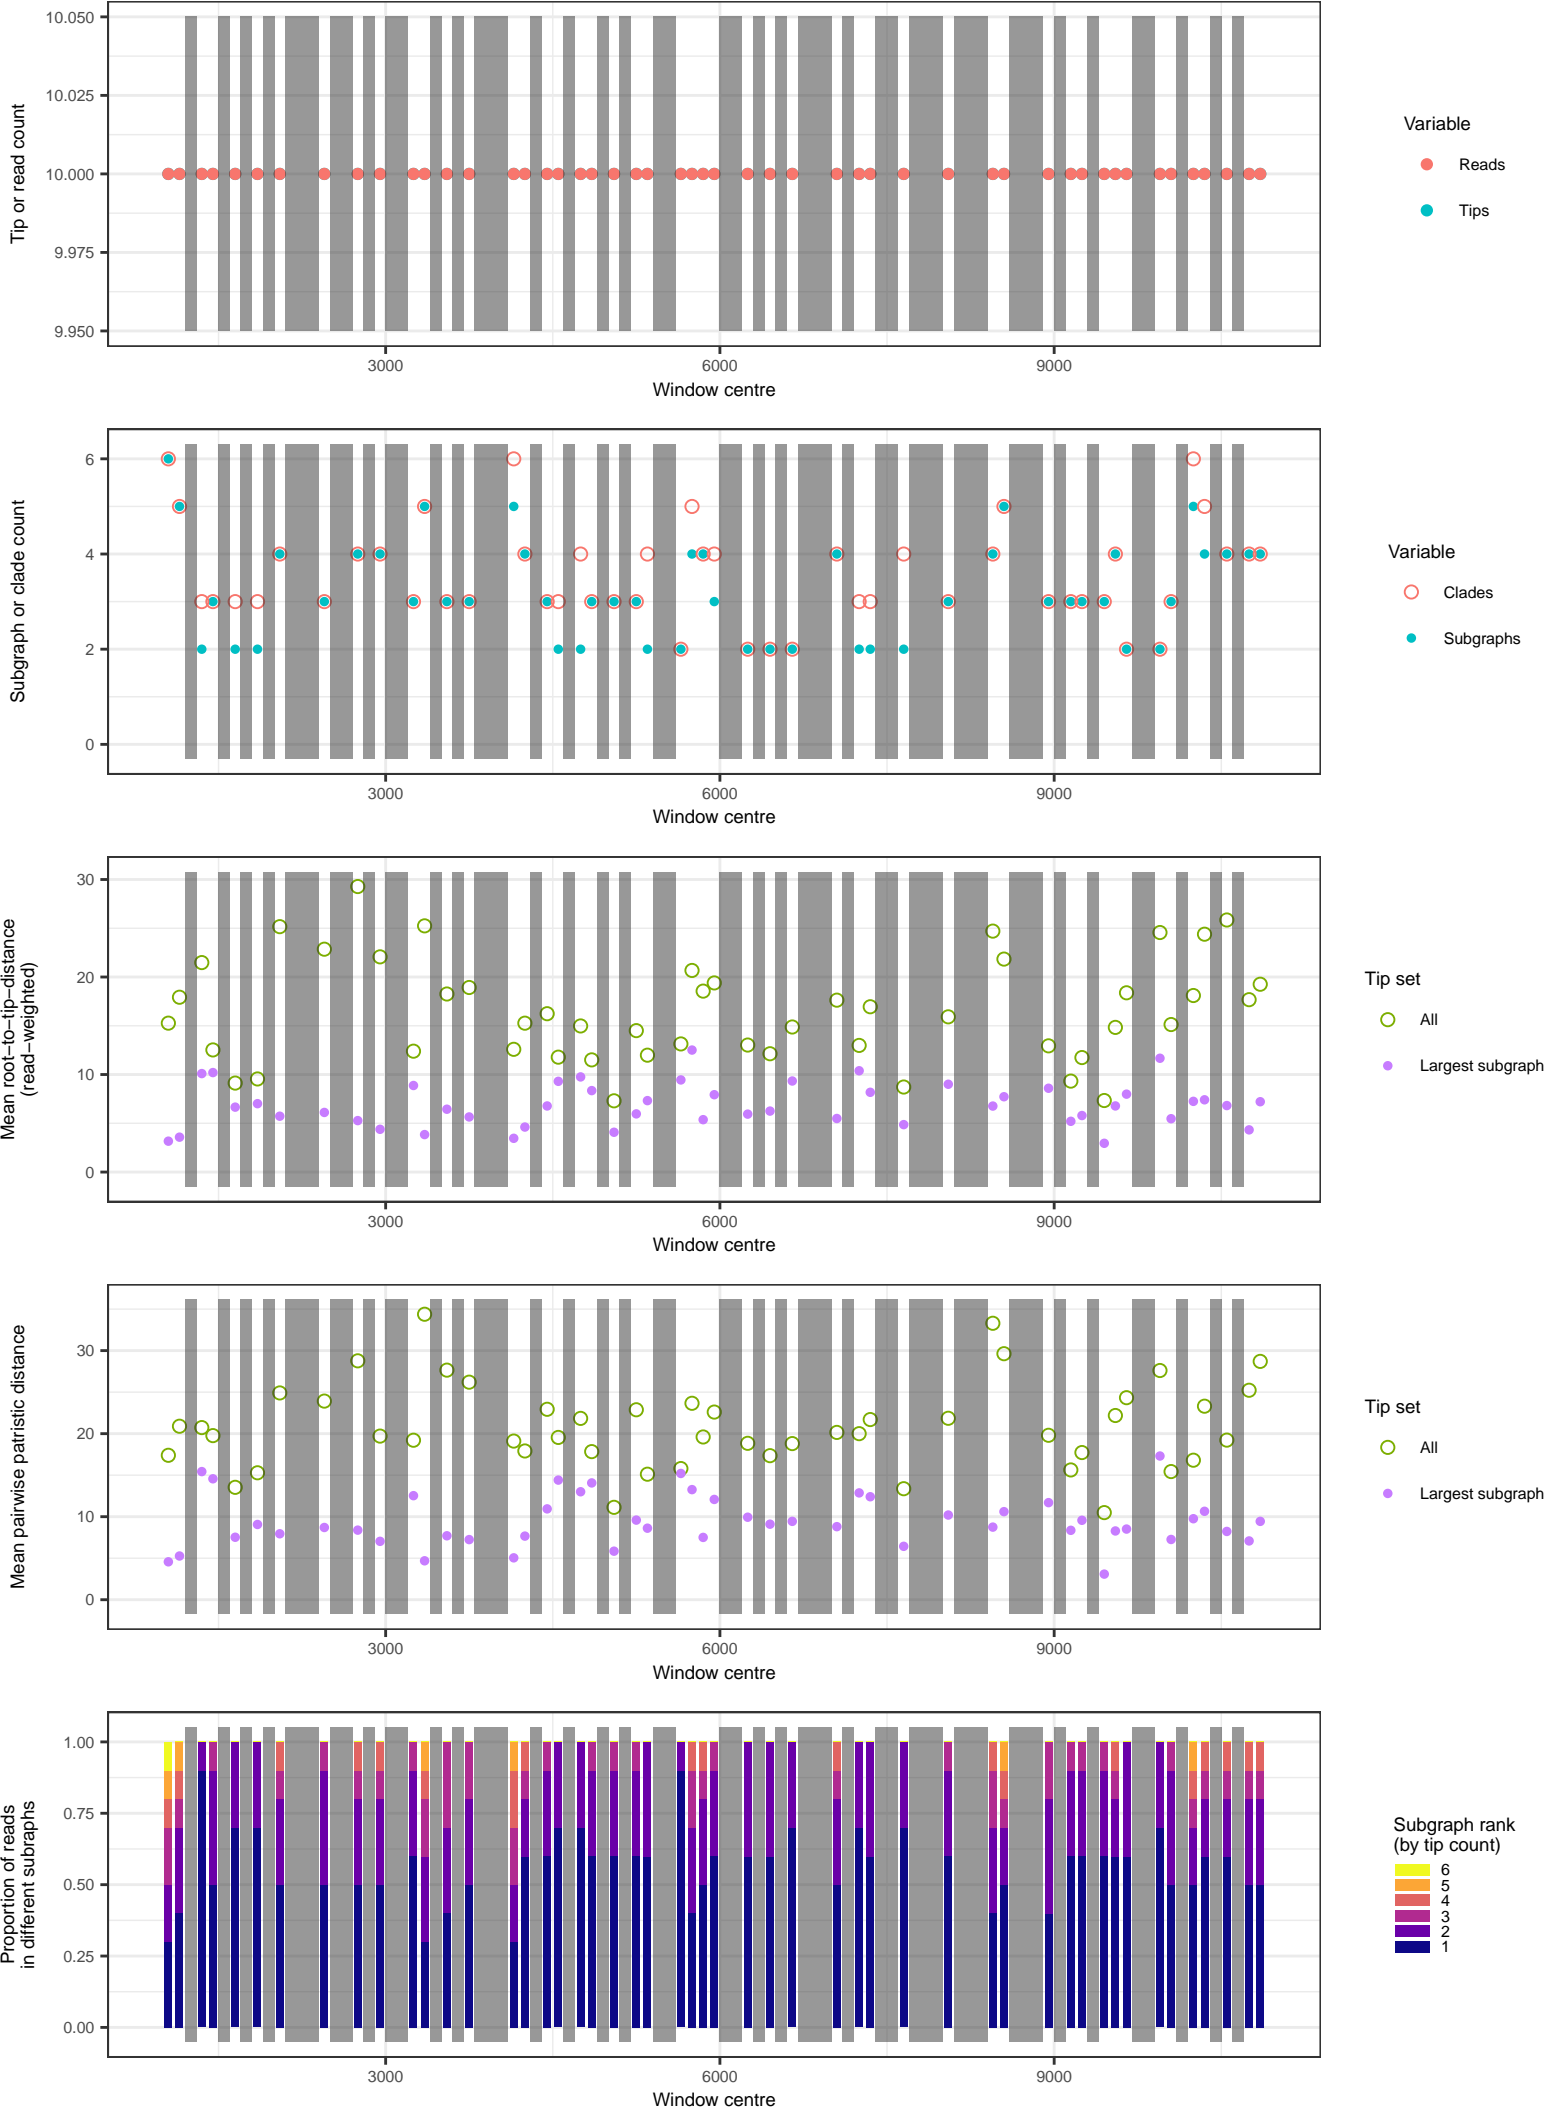 10.050
10.025
10.000
9.975
9.950
Tip or read count
3000
6000
9000
Window centre
Variable
Reads
Tips
6
4
2
0
Subgraph or clade count
3000
6000
9000
Window centre
Variable
Clades
Subgraphs
30
20
10
0
Mean root−to−tip−distance
(read−weighted)
3000
6000
9000
Window centre
Tip set
All
Largest subgraph
30
20
10
0
Mean pairwise patristic distance
3000
6000
9000
Window centre
Tip set
All
Largest subgraph
1.00
0.75
0.50
0.25
0.00
Proportion of reads
in different subraphs
3000
6000
9000
Window centre
Subgraph rank
(by tip count)
6
5
4
3
2
1